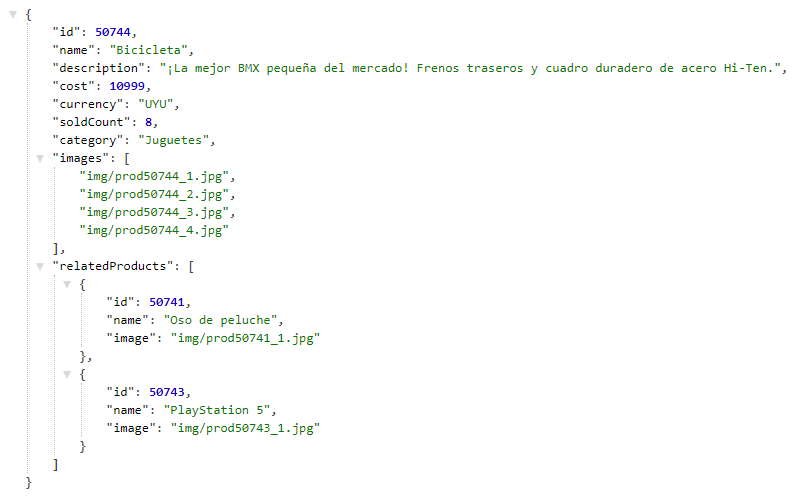 {
"id": 50744,
"name": "Bicicleta",
"description": "¡La mejor BMX pequeña del mercado! Frenos traseros y cuadro duradero de acero Hi-Ten.",
"cost": 10999,
"currency": "UYU",
"soldCount": 8,
"category": "Juguetes",
"images": [
"img/prod50744_1.jpg",
"img/prod50744_2.jpg",
"img/prod50744_3.jpg",
"img/prod50744_4.jpg"
],
"relatedProducts": [
{
"id": 50741,
"name": "Oso de peluche",
"image": "img/prod50741_1.jpg"
},
{
"id": 50743,
"name": "PlayStation 5",
"image": "img/prod50743_1.jpg"
}
]
}